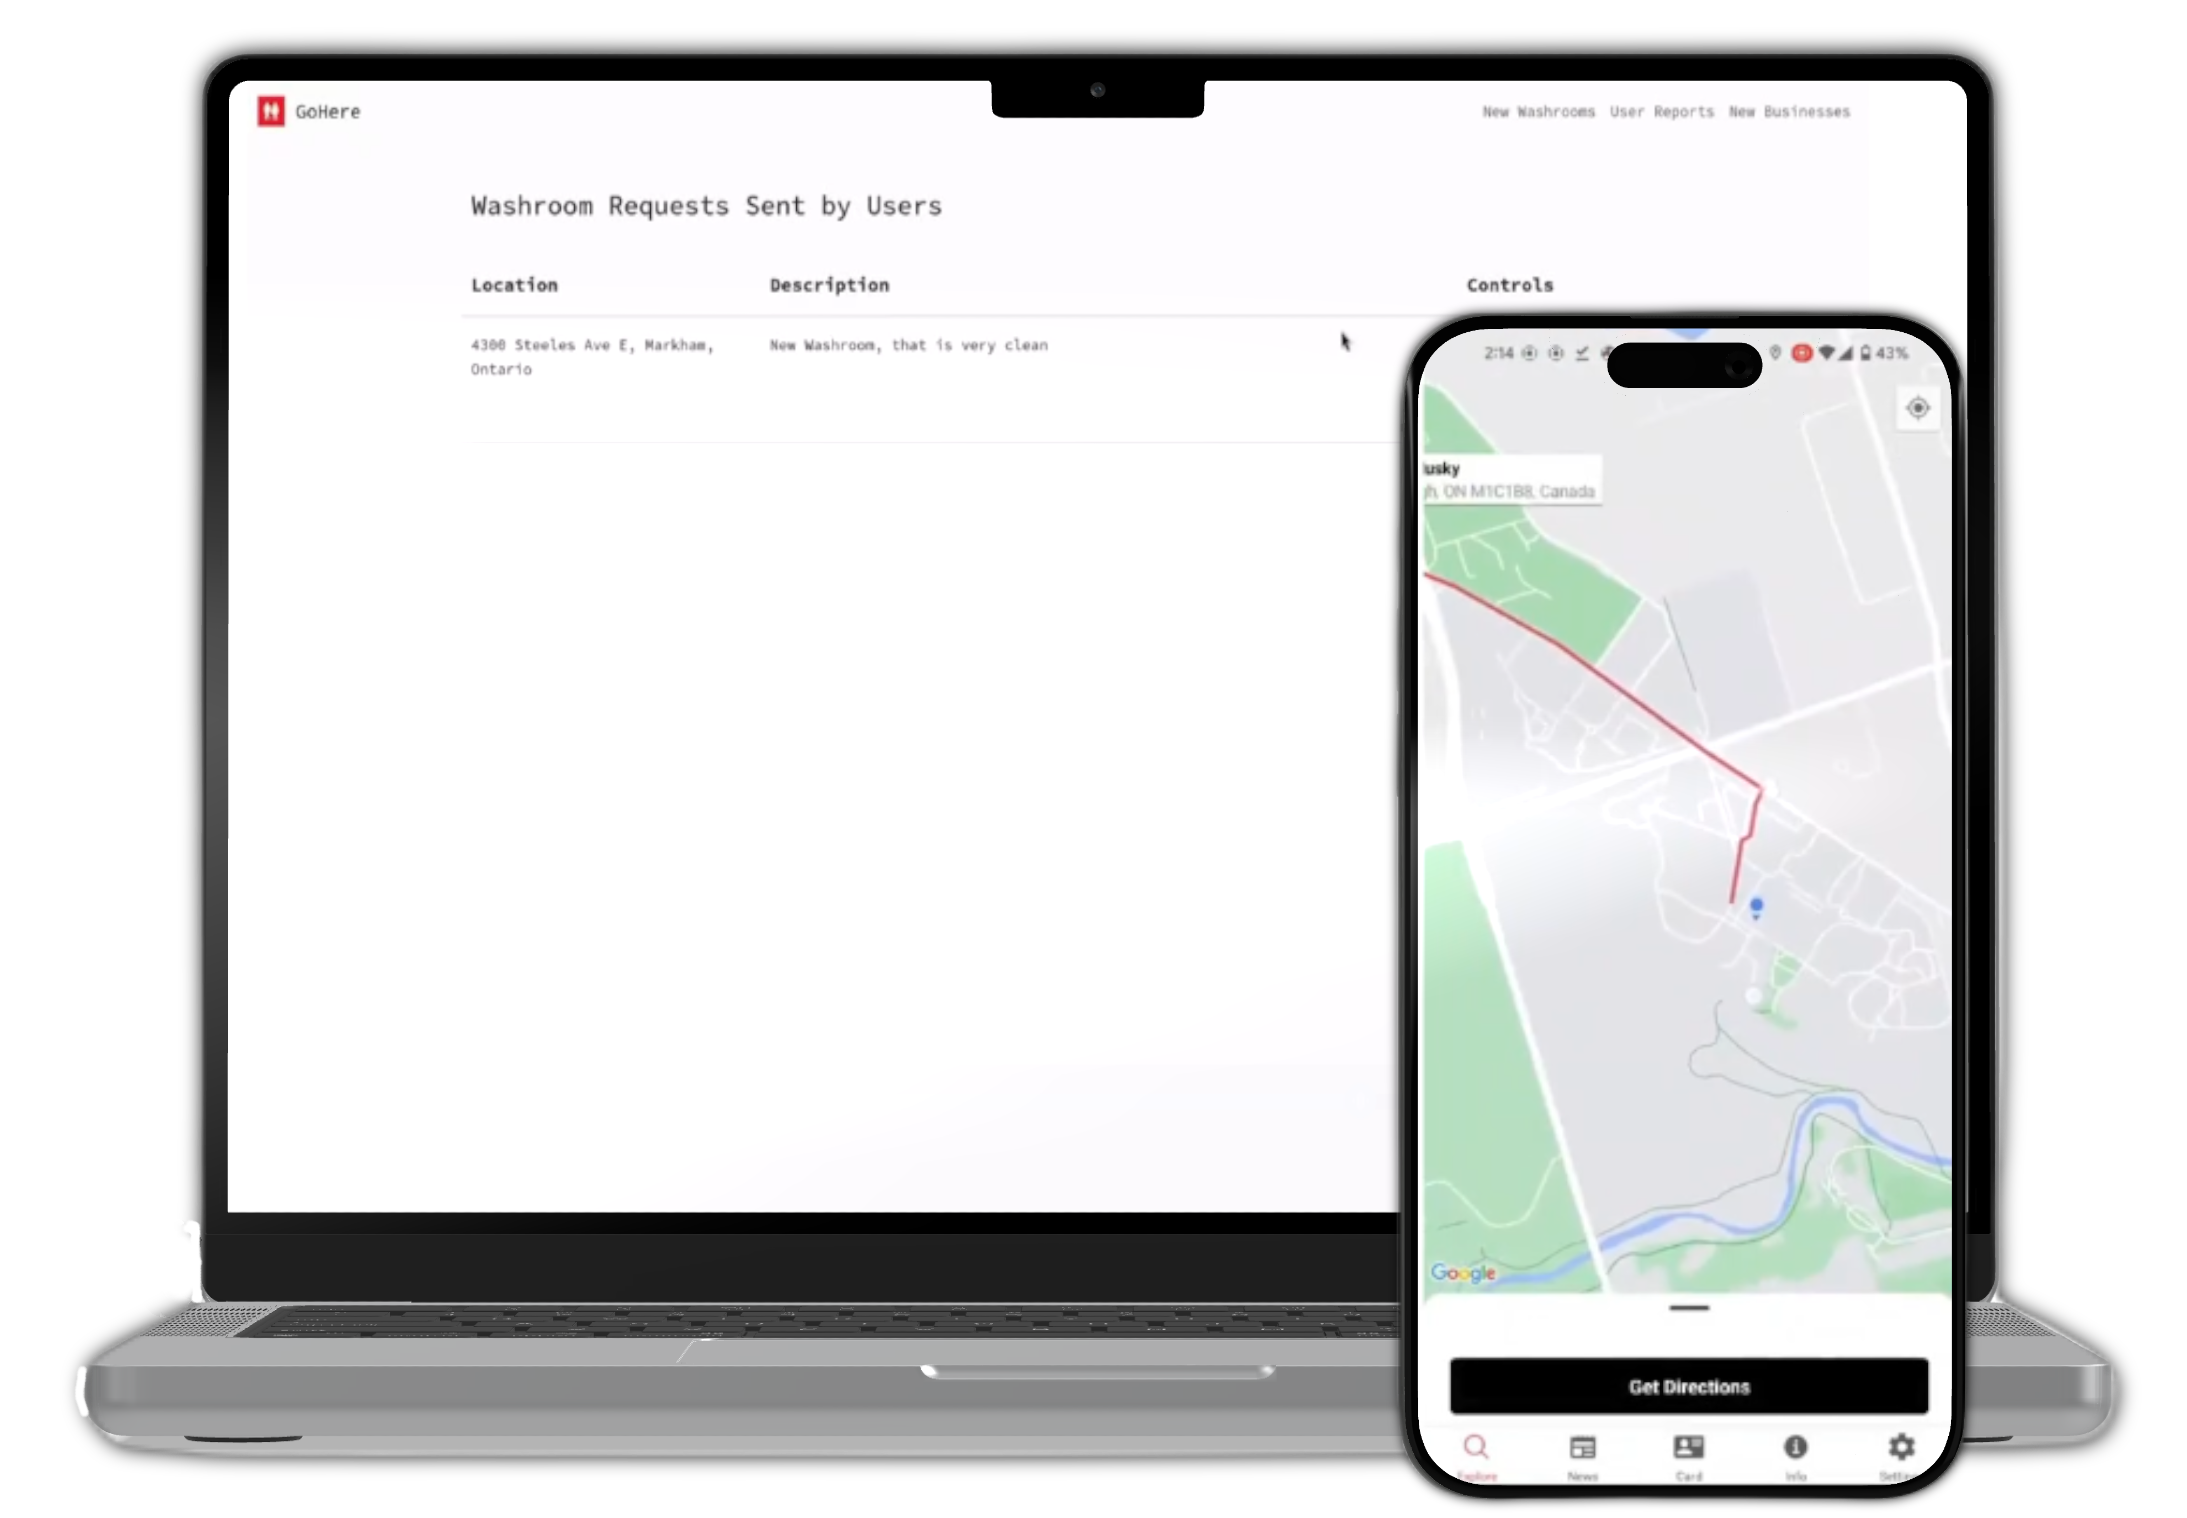 GoHere
New Washrooms User Reports New Businesses
Washroom Requests Sent by Users
Location Description Controls
4300 Steeles Ave E, Markham,
Ontario
New Washroom, that is very clean
2:14 43%
usky
gh, ON M1C1B8, Canada
Google
Get Directions
Explore News Card Info Settin